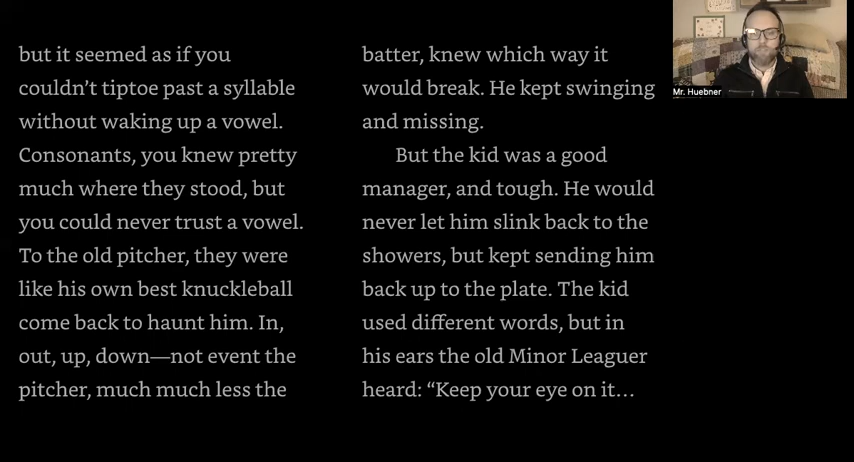 but it seemed as if you
couldn’t tiptoe past a syllable
without waking up a vowel.
Consonants, you knew pretty
much where they stood, but
you could never trust a vowel.
To the old pitcher, they were
like his own best knuckleball
come back to haunt him. In,
out, up, down—not event the
pitcher, much much less the
batter, knew which way it
would break. He kept swinging
and missing.
But the kid was a good
manager, and tough. He would
never let him slink back to the
showers, but kept sending him
back up to the plate. The kid
used different words, but in
his ears the old Minor Leaguer
heard: “Keep your eye on it…
Mr. Huebner